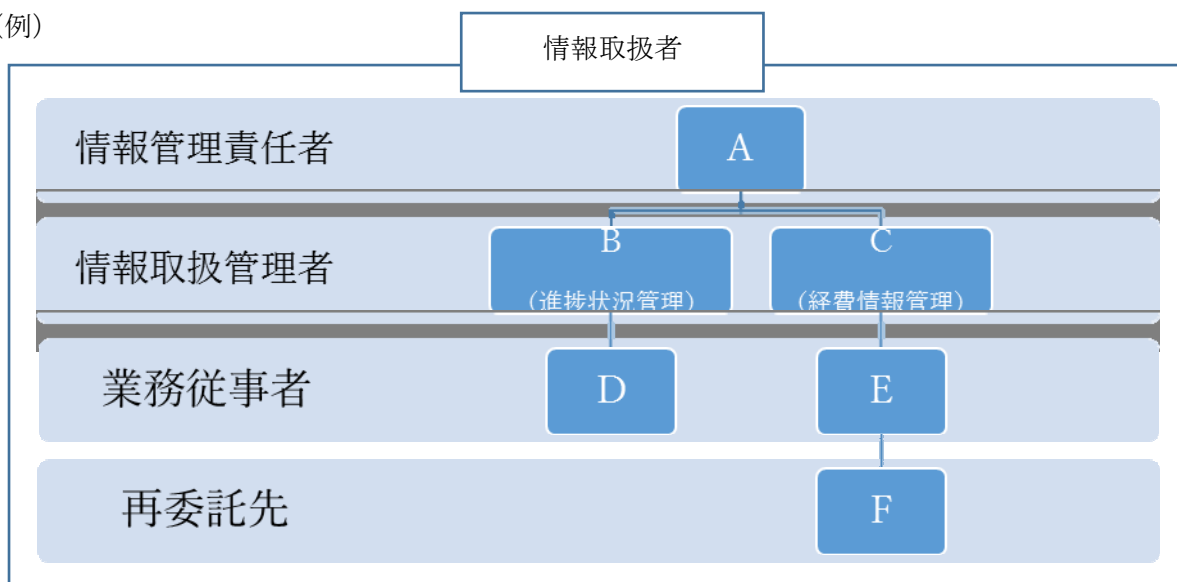 (例)
情報取扱者
情報管理責任者
A
情報取扱管理者
B
(進捗状況管理)
C
(経費情報管理)
業務従事者
D
E
再委託先
F